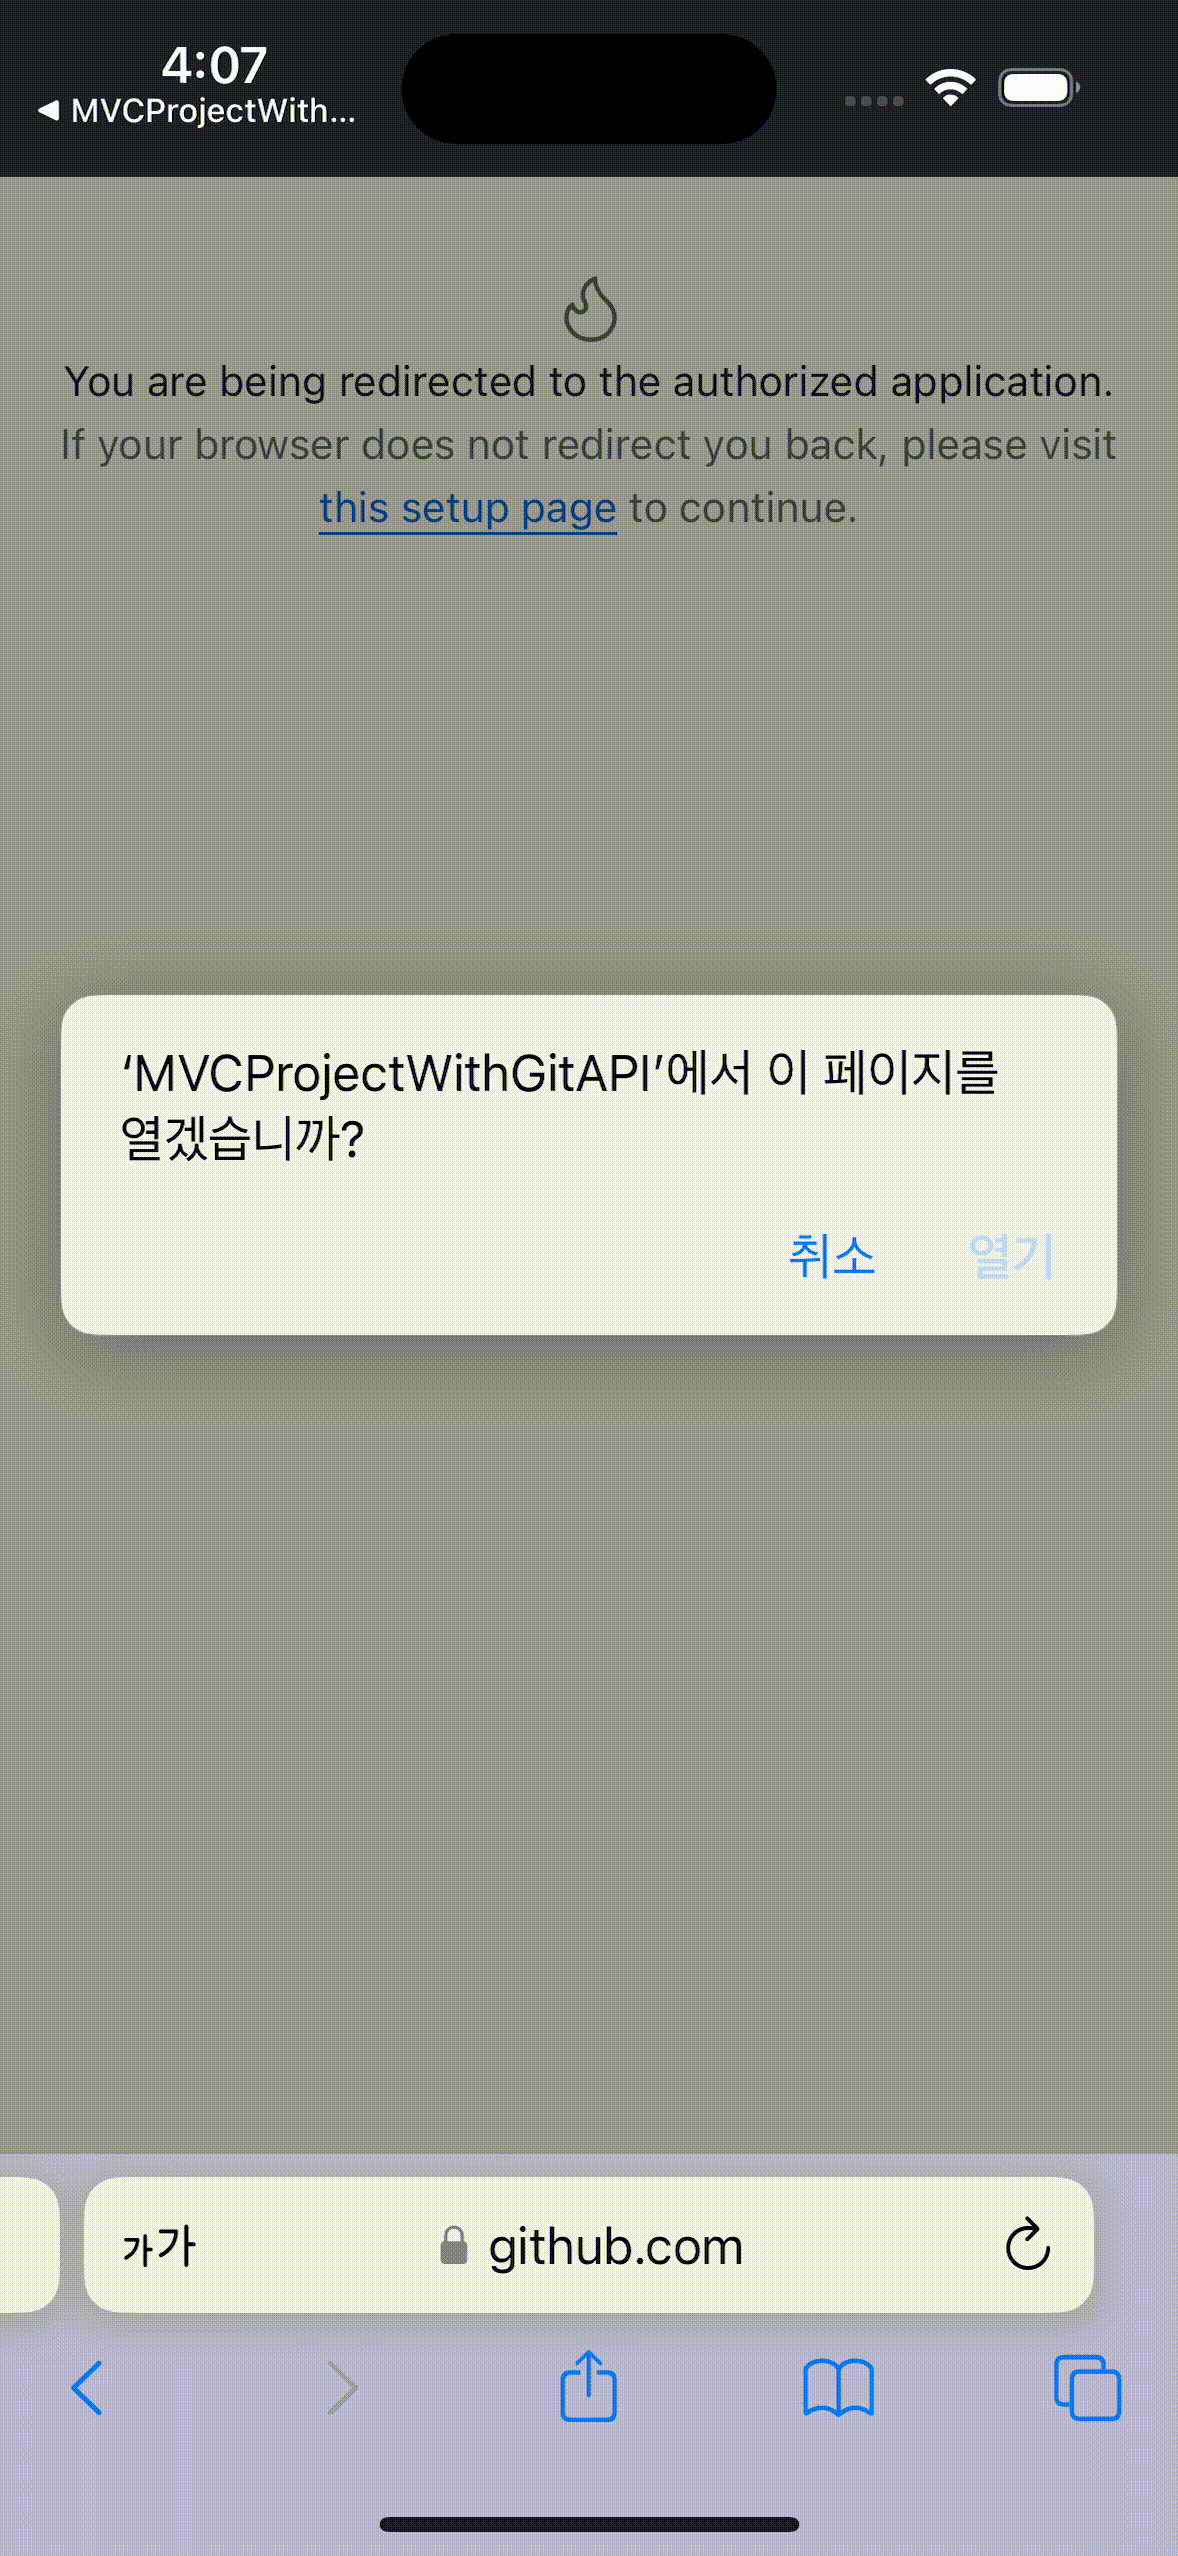 4:07
◀ MVCProjectWith...
You are being redirected to the authorized application.
If your browser does not redirect you back, please visit
this setup page to continue.
‘MVCProjectWithGitAPI’에서 이 페이지를
열겠습니까?
취소 열기
가가 github.com